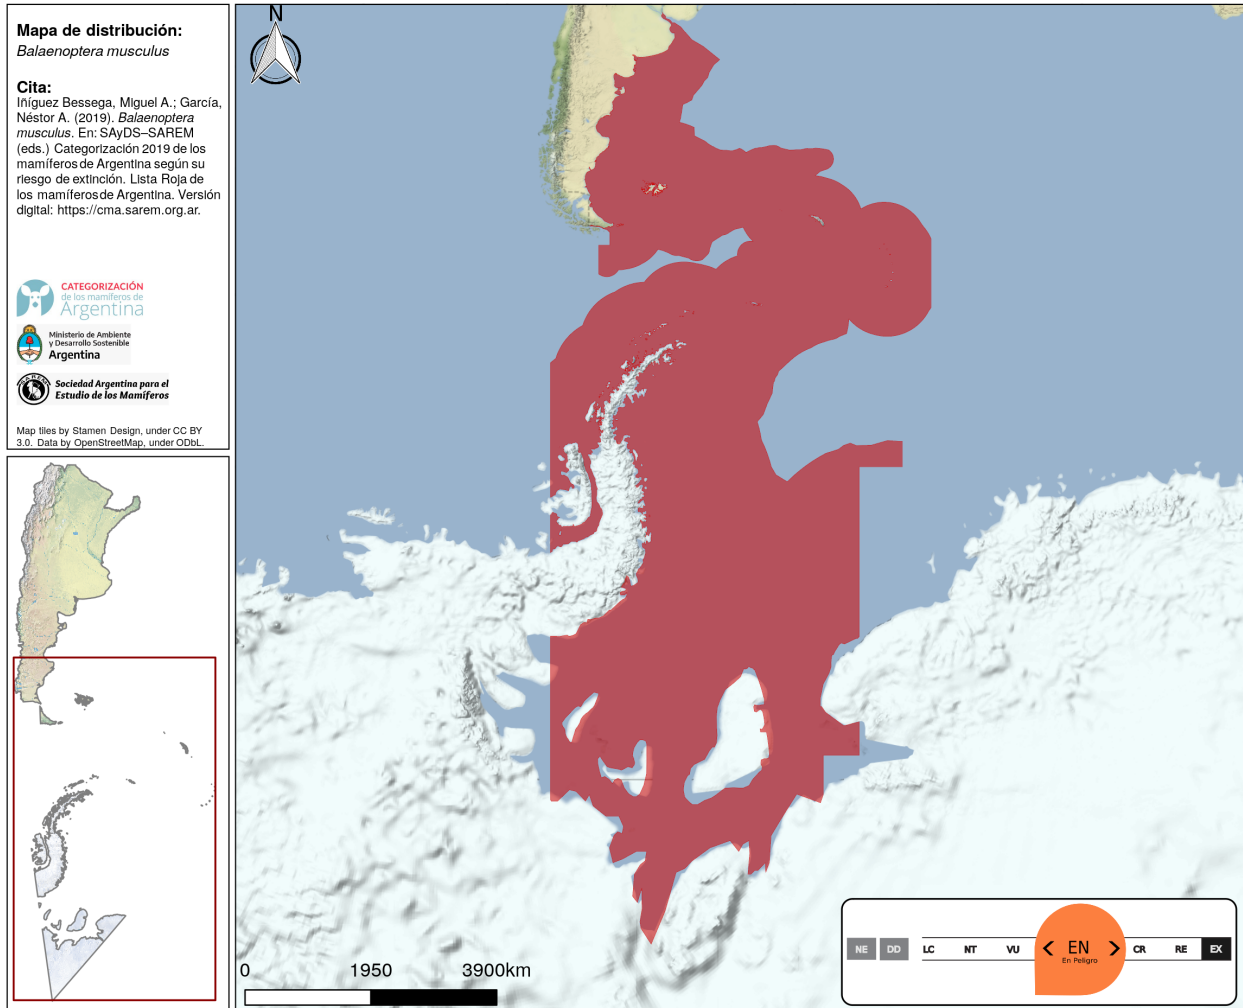 Mapa de distribución:
Balaenoptera musculus
Cita:
Iñíguez Bessega, Miguel A.; García,
Néstor A. (2019). Balaenoptera
musculus. En: SAyDS–SAREM
(eds.) Categorización 2019 de los
mamíferos de Argentina según su
riesgo de extinción. Lista Roja de
los mamíferos de Argentina. Versión
digital: https://cma.sarem.org.ar.
CATEGORIZACIÓN
de los mamíferos de
Argentina
Ministerio de Ambiente
y Desarrollo Sostenible
Argentina
SAREM
Sociedad Argentina para el
Estudio de los Mamíferos
Map tiles by Stamen Design, under CC BY
3.0. Data by OpenStreetMap, under ODbL.
N
0 1950 3900km
NE DD LC NT VU EN CR RE EX
En Peligro